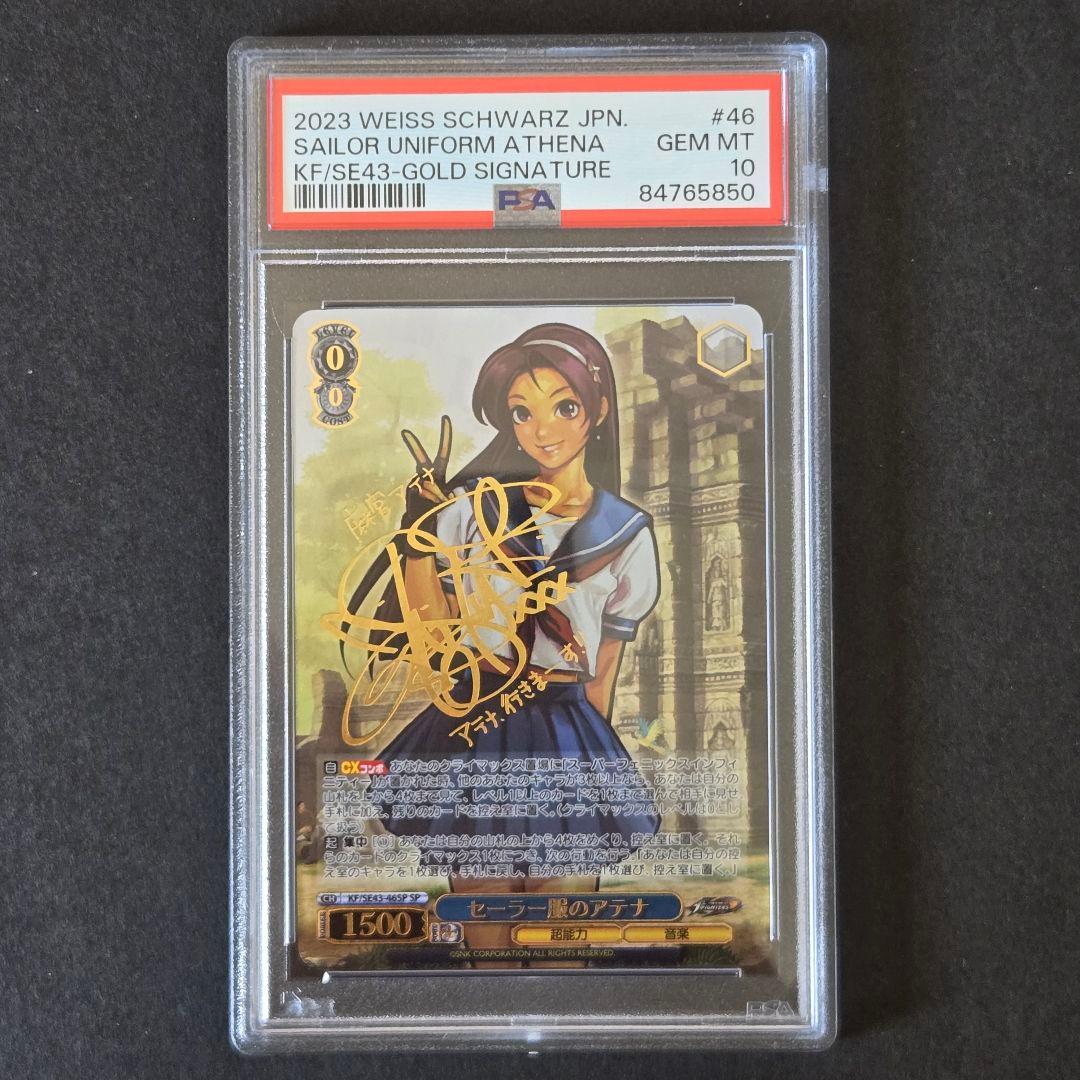 2023 WEISS SCHWARZ JPN. #46
SAILOR UNIFORM ATHENA GEM MT
KF/SE43-GOLD SIGNATURE 10
84765850
PSA
0
0
COST
麻宮アテナ
アテナ、行きまーす!
自 CXコンボ あなたのクライマックス置場に「スーパーフェニックスインフィ
ニティー」が置かれた時、他のあなたのキャラが3枚以上なら、あなたは自分の
山札を上から4枚まで見て、レベル1以上のカードを1枚まで選んで相手に見せ
手札に加え、残りのカードを控え室に置く。（クライマックスのレベルは0とし
て扱う）
起 集中 あなたは自分の山札の上から4枚をめくり、控え室に置く。それ
らのカードのクライマックス1枚につき、次の行動を行う。『あなたは自分の控
え室のキャラを1枚選び、手札に戻し、自分の手札を1枚選び、控え室に置く。』
CH KF/SE43-46SP SP
1500
セーラー服のアテナ
超能力 音楽
©SNK CORPORATION ALL RIGHTS RESERVED.
PSA